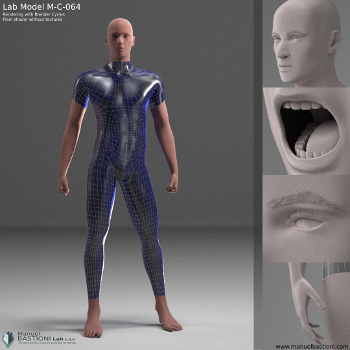 Lab Model M-C-064
Rendering with Blender Cycles
Plain shader without textures
Manuel
BASTIONI Lab
www.manuelbastioni.com